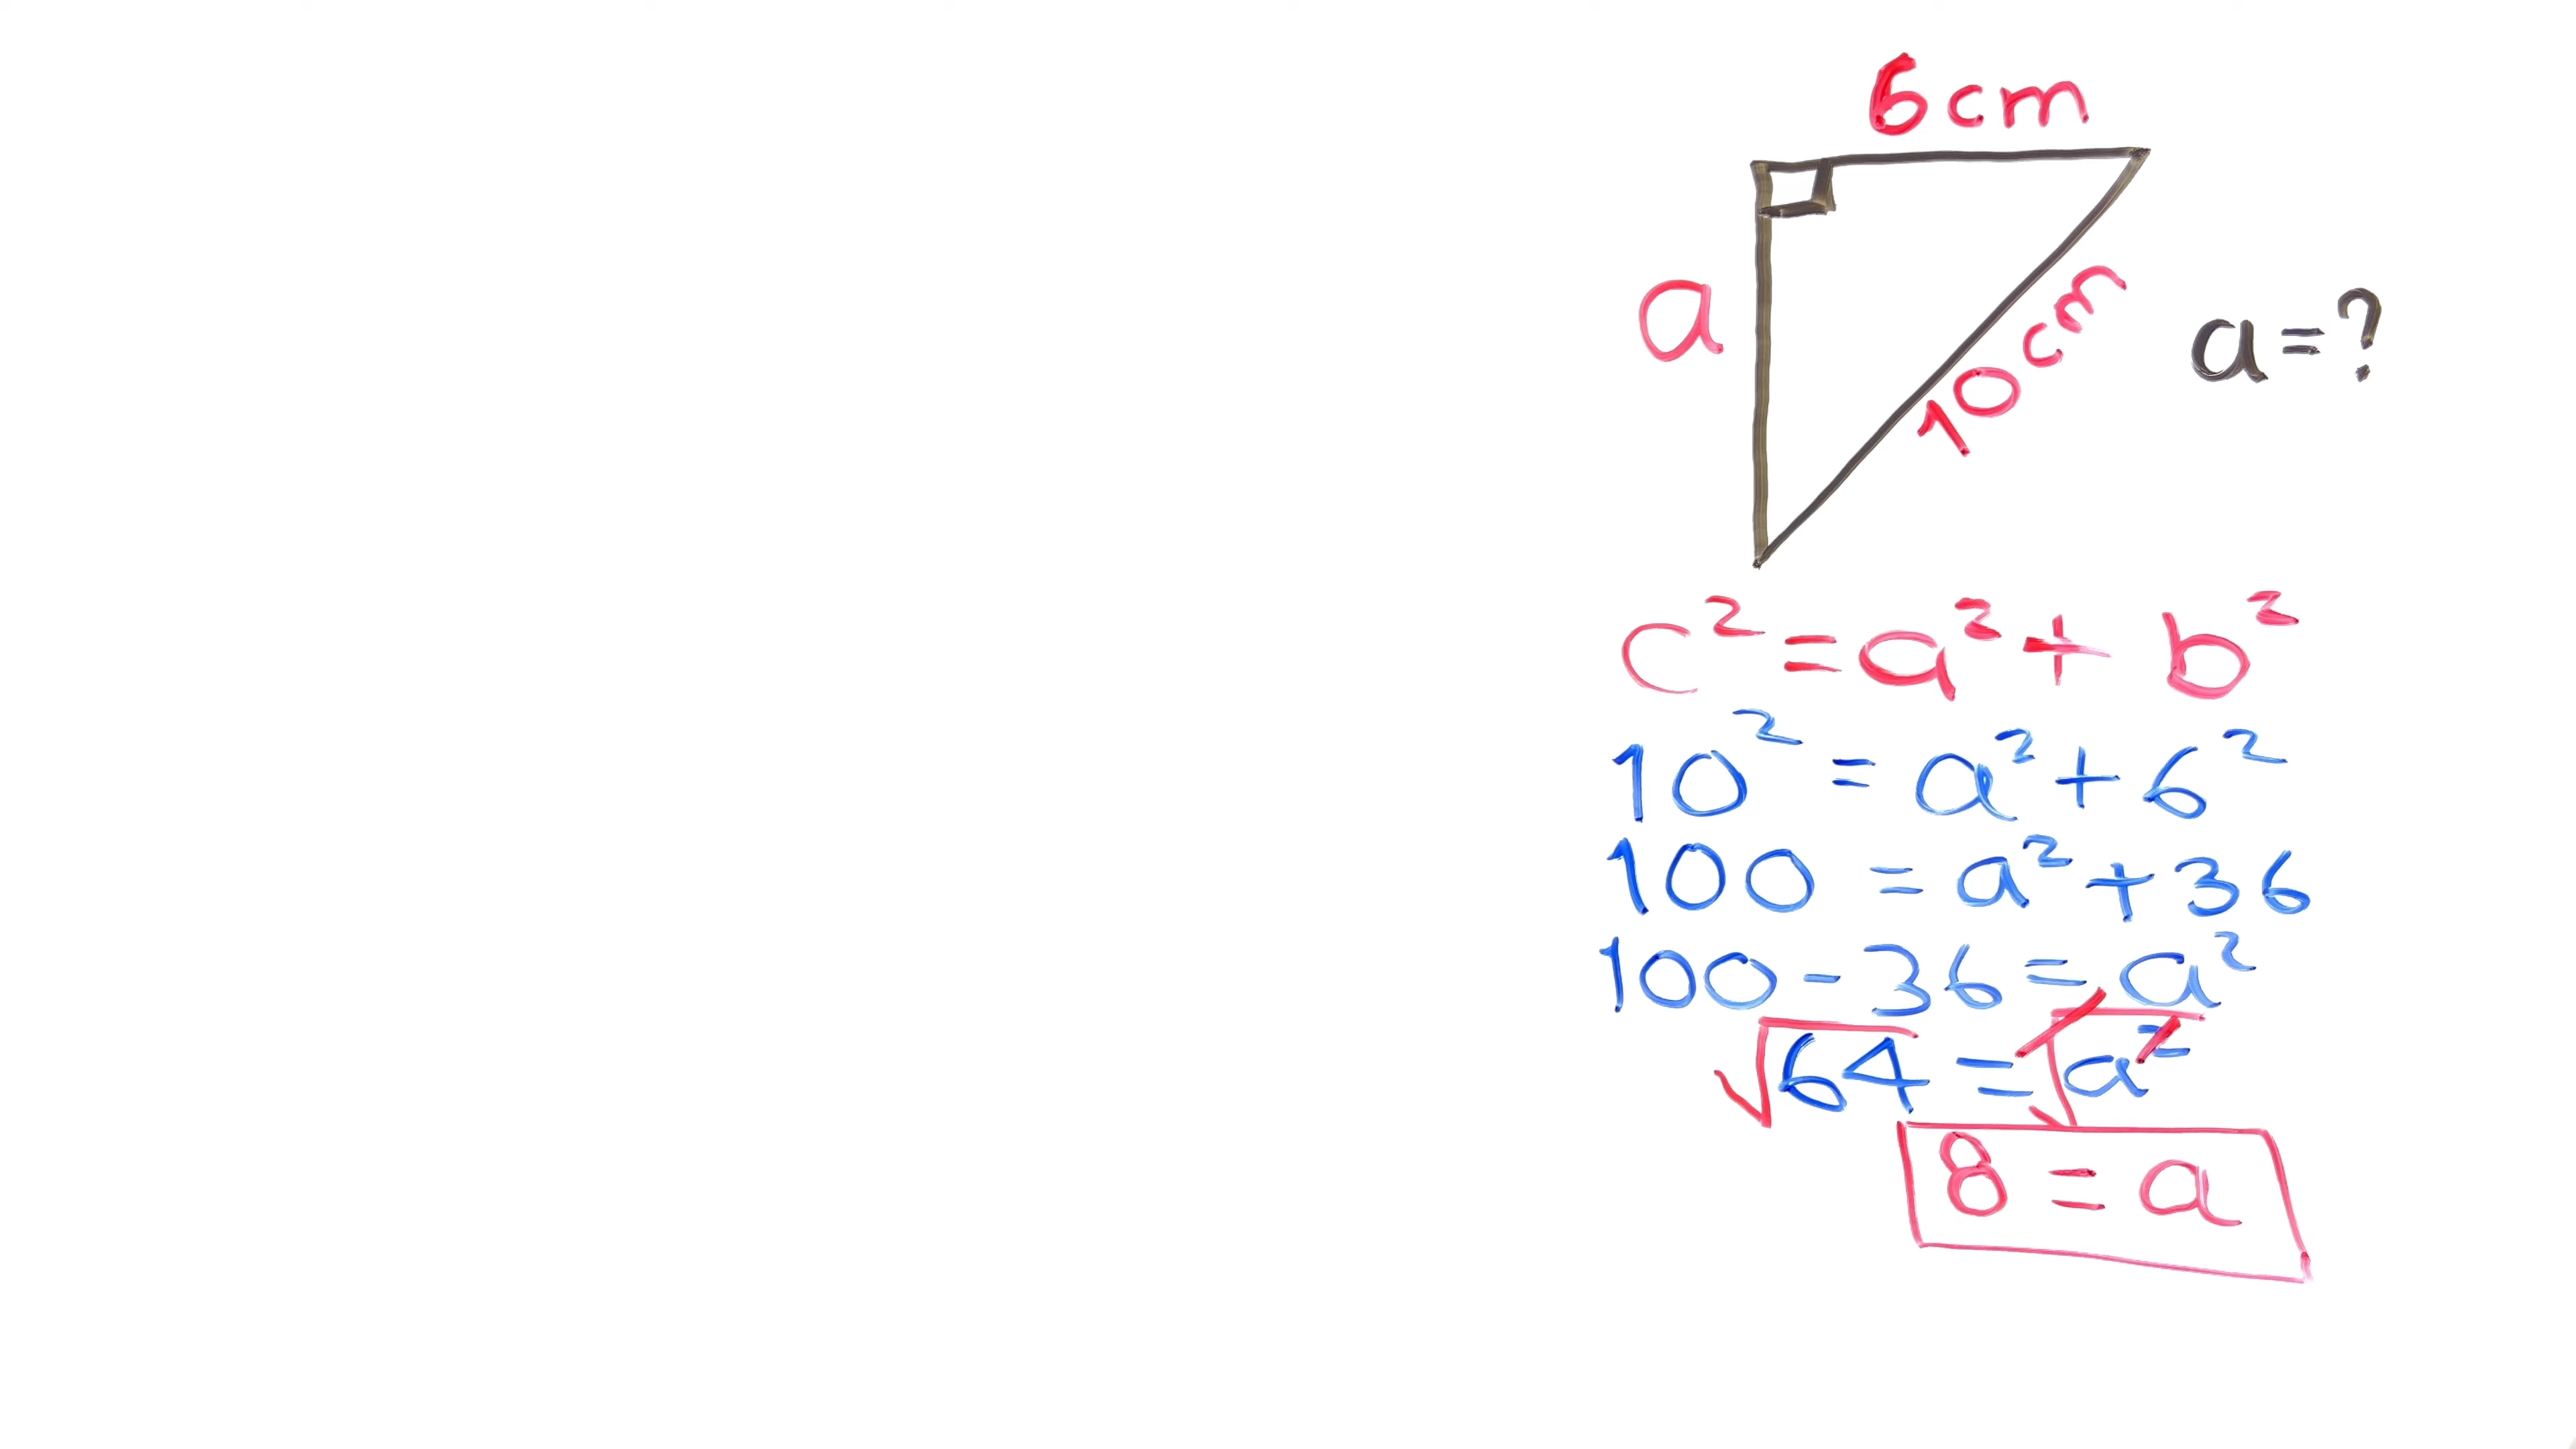 6cm
a
10cm
a=?
c²=a²+b²
10²=a²+6²
100=a²+36
100-36=a²
√64=√a²
8=a